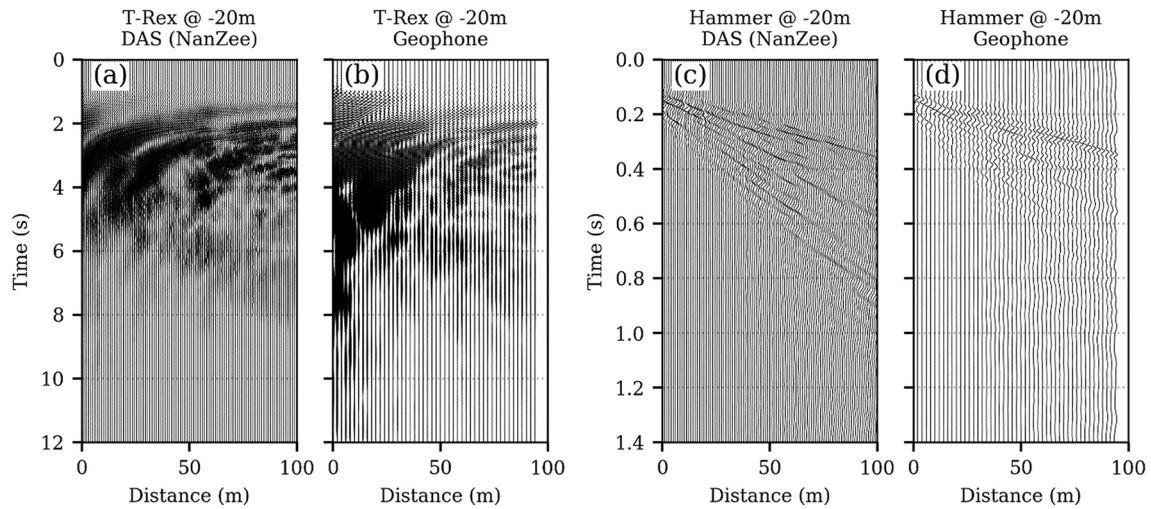 T-Rex @ -20m
DAS (NanZee)
T-Rex @ -20m
Geophone
Hammer @ -20m
DAS (NanZee)
Hammer @ -20m
Geophone
(a)
(b)
(c)
(d)
0
2
4
6
8
10
12
Time (s)
0
50
100
Distance (m)
0
50
100
Distance (m)
0.0
0.2
0.4
0.6
0.8
1.0
1.2
1.4
Time (s)
0
50
100
Distance (m)
0
50
100
Distance (m)